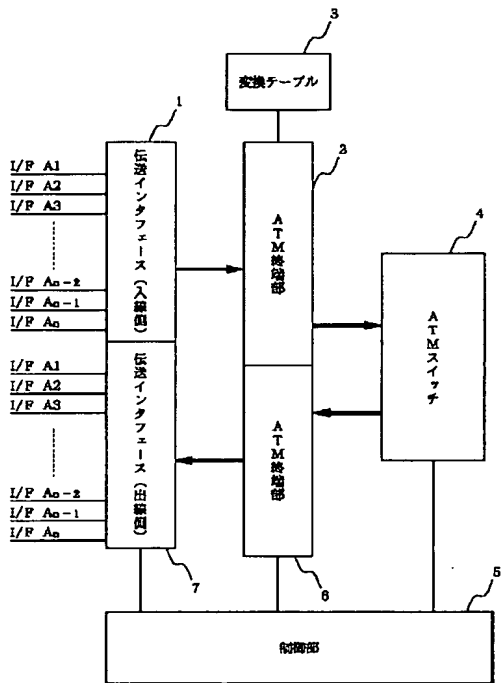 3
変換テーブル
1
2
I/F A1
I/F A2
I/F A3
I/F An-2
I/F An-1
I/F An
伝送インタフェース(入線側)
ATM終端部
4
ATMスイッチ
I/F A1
I/F A2
I/F A3
I/F An-2
I/F An-1
I/F An
伝送インタフェース(出線側)
ATM終端部
7
6
5
制御部